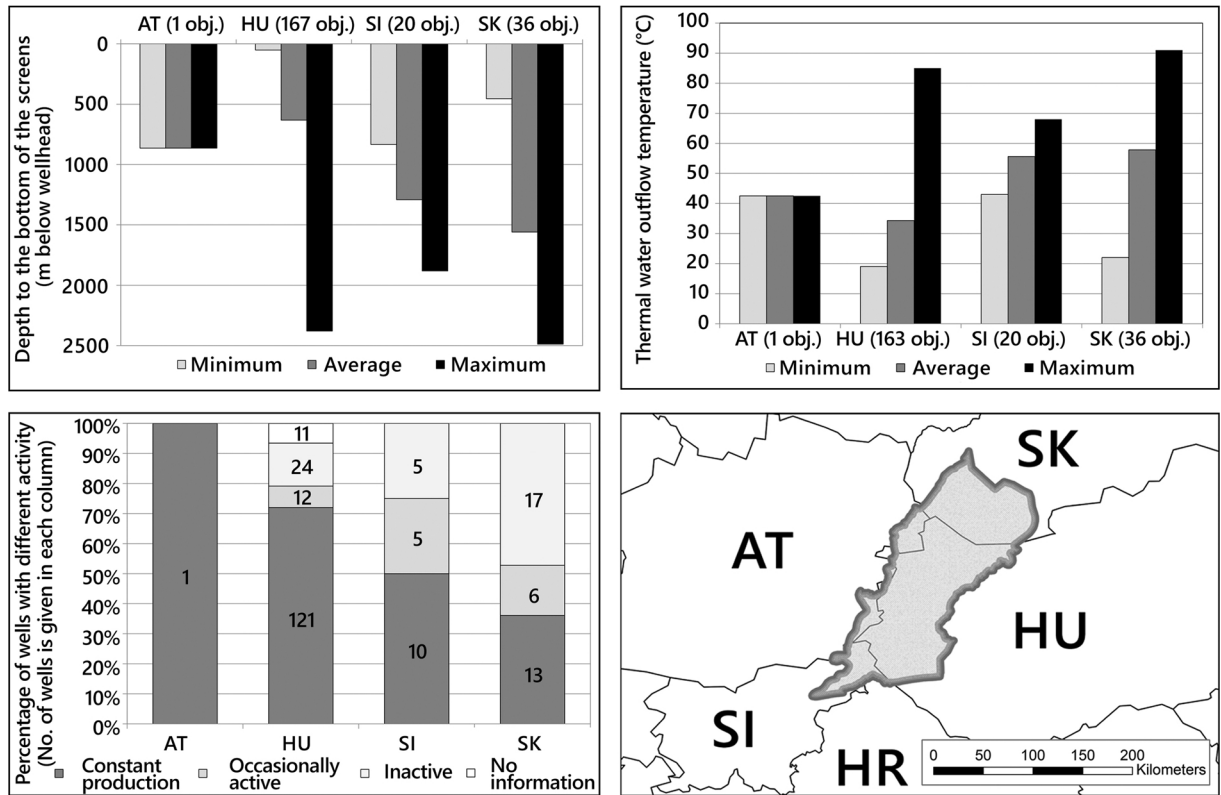 AT (1 obj.) HU (167 obj.) SI (20 obj.) SK (36 obj.)
Depth to the bottom of the screens
(m below wellhead)
0
500
1000
1500
2000
2500
Minimum Average Maximum
Thermal water outflow temperature (°C)
100
90
80
70
60
50
40
30
20
10
0
AT (1 obj.) HU (163 obj.) SI (20 obj.) SK (36 obj.)
Minimum Average Maximum
Percentage of wells with different activity
(No. of wells is given in each column)
100%
90%
80%
70%
60%
50%
40%
30%
20%
10%
0%
1
11
24
12
121
5
5
10
17
6
13
AT HU SI SK
Constant production Occasionally active Inactive No information
SK
AT
HU
SI
HR
0 50 100 150 200
Kilometers